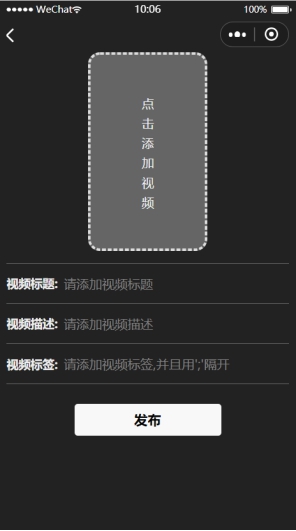 WeChat 10:06 100%
点
击
添
加
视
频
视频标题: 请添加视频标题
视频描述: 请添加视频描述
视频标签: 请添加视频标签,并且用';'隔开
发布